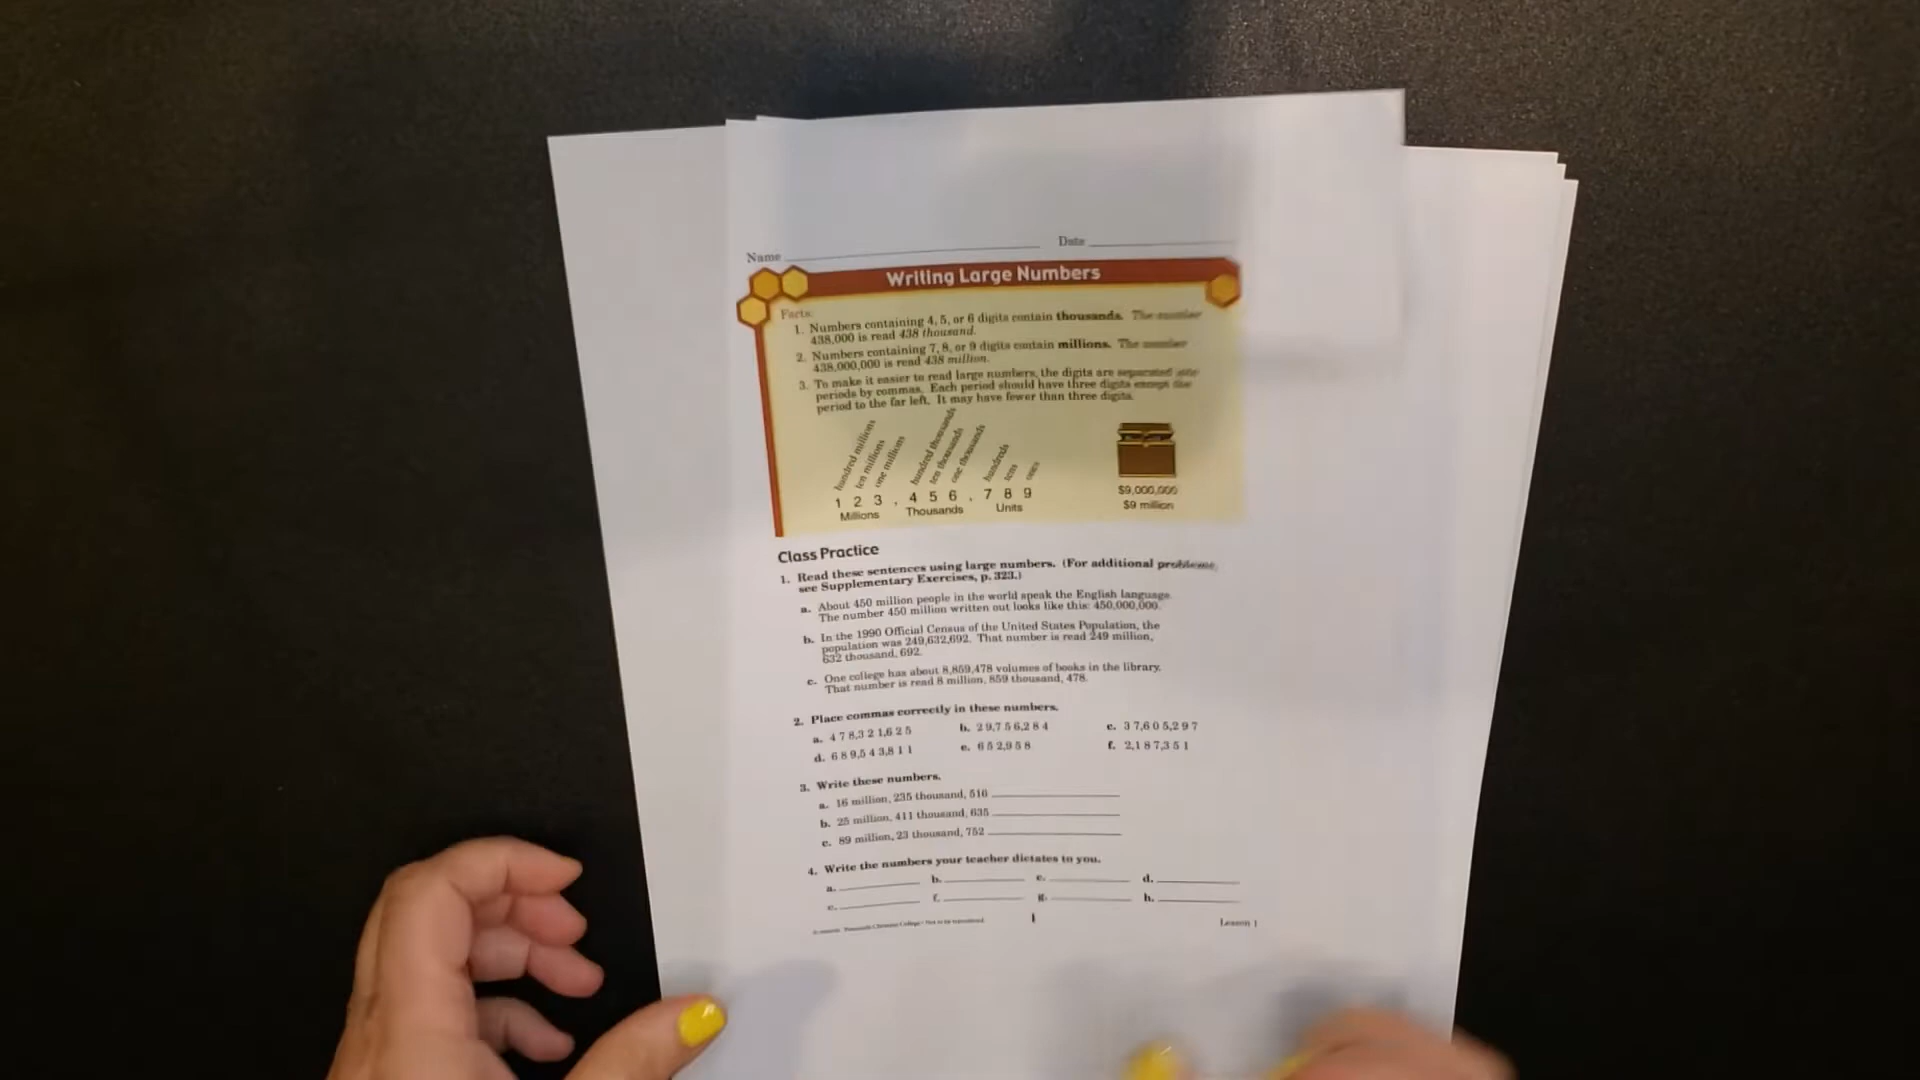 Name Date
Writing Large Numbers
Facts:
1. Numbers containing 4, 5, or 6 digits contain thousands. The number
438,000 is read 438 thousand.
2. Numbers containing 7, 8, or 9 digits contain millions. The number
438,000,000 is read 438 million.
3. To make it easier to read large numbers, the digits are separated into
periods by commas. Each period should have three digits except the
period to the far left. It may have fewer than three digits.
hundred millions ten millions one millions hundred thousands ten thousands one thousands hundreds tens ones
1 2 3 , 4 5 6 , 7 8 9
Millions Thousands Units
$9,000,000
$9 million
Class Practice
1. Read these sentences using large numbers. (For additional problems,
see Supplementary Exercises, p. 323.)
a. About 450 million people in the world speak the English language.
The number 450 million written out looks like this: 450,000,000.
b. In the 1990 Official Census of the United States Population, the
population was 249,632,692. That number is read 249 million,
632 thousand, 692.
c. One college has about 8,859,478 volumes of books in the library.
That number is read 8 million, 859 thousand, 478.
2. Place commas correctly in these numbers.
a. 4 7 8,3 2 1,6 2 5 b. 2 9,7 5 6,2 8 4 c. 3 7,6 0 5,2 9 7
d. 6 8 9,5 4 3,8 1 1 e. 6 5 2,9 5 8 f. 2,1 8 7,3 5 1
3. Write these numbers.
a. 16 million, 235 thousand, 516
b. 25 million, 411 thousand, 635
c. 89 million, 23 thousand, 752
4. Write the numbers your teacher dictates to you.
a. b. c. d.
e. f. g. h.
Pensacola Christian College • Not to be reproduced. 1 Lesson 1